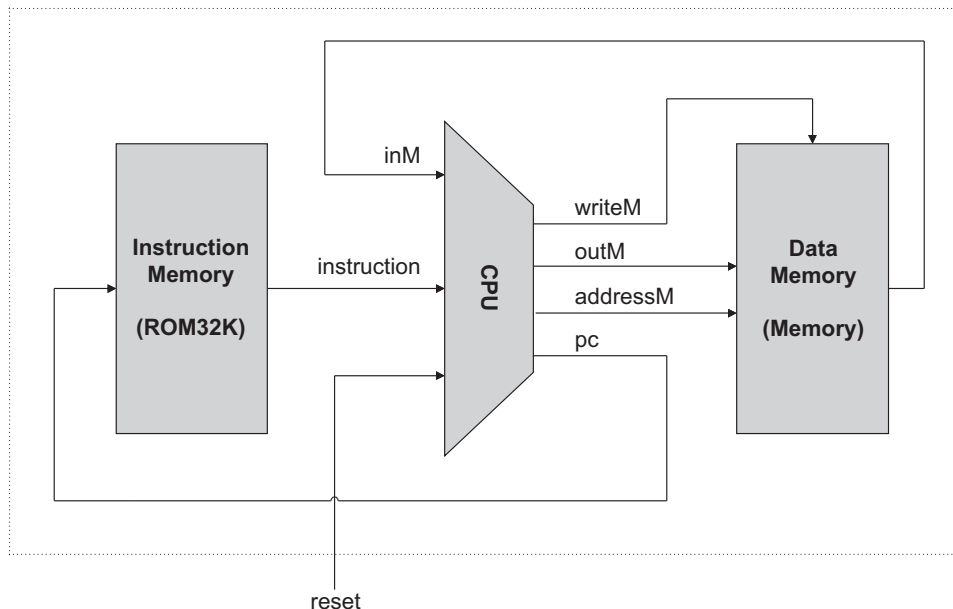 inM
writeM
Instruction
Memory
(ROM32K)
instruction
CPU
outM
addressM
pc
Data
Memory
(Memory)
reset